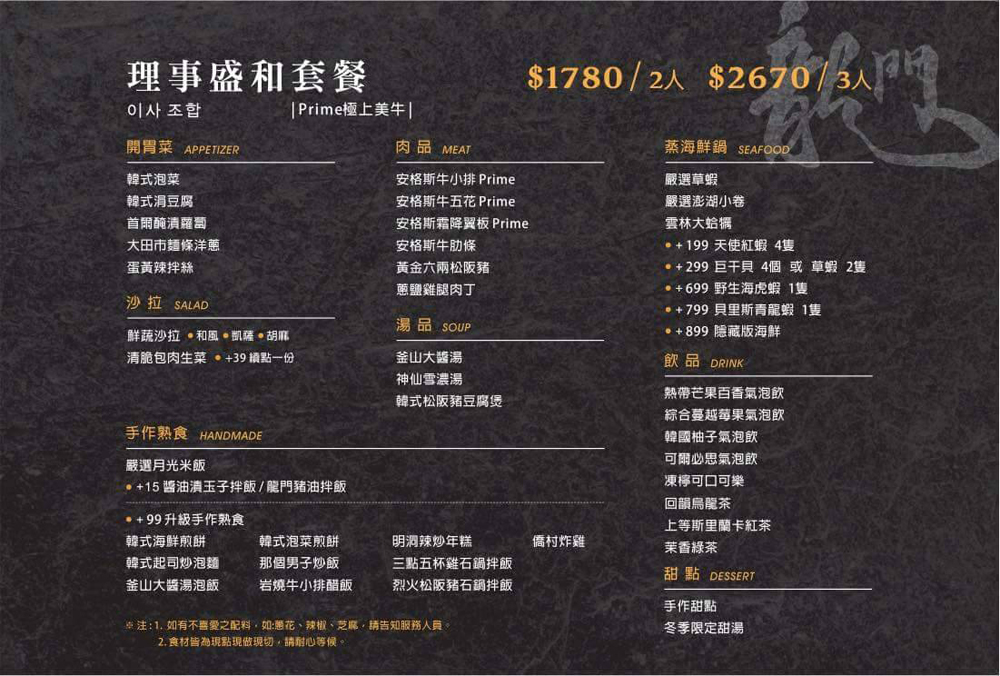 龍門
理事盛和套餐
이사 조합 |Prime極上美牛|
$1780/2人 $2670/3人
開胃菜 APPETIZER
韓式泡菜
韓式涓豆腐
首爾醃漬蘿蔔
大田市麵條洋蔥
蛋黃辣拌絲
沙拉 SALAD
鮮蔬沙拉 •和風•凱薩•胡麻
清脆包肉生菜 •+39續點一份
肉品 MEAT
安格斯牛小排 Prime
安格斯牛五花 Prime
安格斯霜降翼板 Prime
安格斯牛肋條
黃金六兩松阪豬
蔥鹽雞腿肉丁
湯品 SOUP
釜山大醬湯
神仙雪濃湯
韓式松阪豬豆腐煲
蒸海鮮鍋 SEAFOOD
嚴選草蝦
嚴選澎湖小卷
雲林大蛤蠣
•+199 天使紅蝦 4隻
•+299 巨干貝 4個 或 草蝦 2隻
•+699 野生海虎蝦 1隻
•+799 貝里斯青龍蝦 1隻
•+899 隱藏版海鮮
飲品 DRINK
熱帶芒果百香氣泡飲
綜合蔓越莓果氣泡飲
韓國柚子氣泡飲
可爾必思氣泡飲
凍檸可口可樂
回韻烏龍茶
上等斯里蘭卡紅茶
茉香綠茶
甜點 DESSERT
手作甜點
冬季限定甜湯
手作熟食 HANDMADE
嚴選月光米飯
•+15 醬油漬玉子拌飯/龍門豬油拌飯
•+99升級手作熟食
韓式海鮮煎餅 韓式泡菜煎餅 明洞辣炒年糕 僑村炸雞
韓式起司炒泡麵 那個男子炒飯 三點五杯雞石鍋拌飯
釜山大醬湯泡飯 岩燒牛小排醋飯 烈火松阪豬石鍋拌飯
※注:1. 如有不喜愛之配料,如:蔥花、辣椒、芝麻,請告知服務人員。
2.食材皆為現點現做現切,請耐心等候。